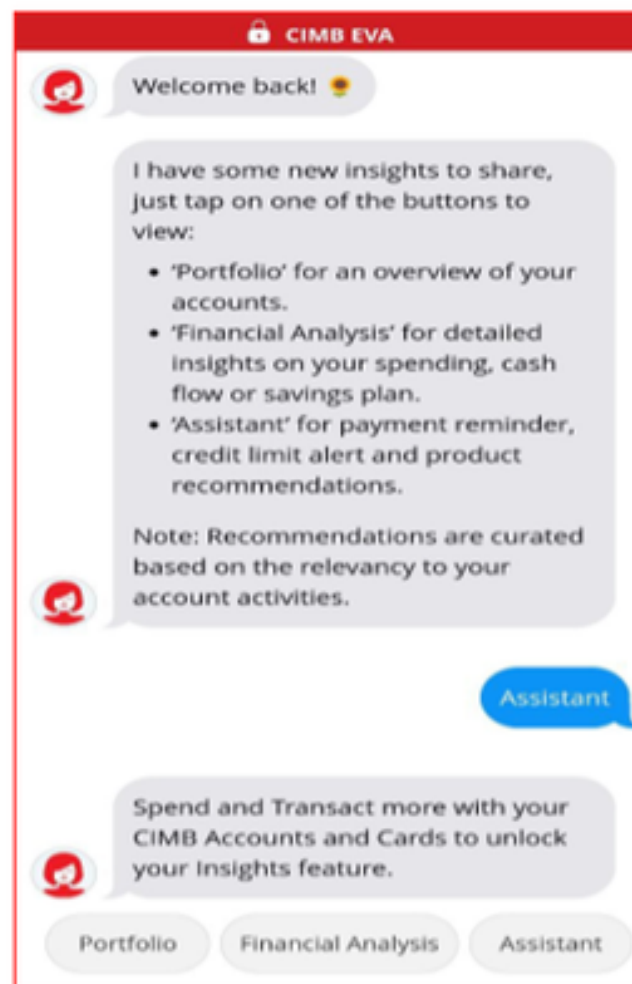 CIMB EVA
Welcome back! 🌻
I have some new insights to share,
just tap on one of the buttons to
view:
• 'Portfolio' for an overview of your
accounts.
• 'Financial Analysis' for detailed
insights on your spending, cash
flow or savings plan.
• 'Assistant' for payment reminder,
credit limit alert and product
recommendations.
Note: Recommendations are curated
based on the relevancy to your
account activities.
Assistant
Spend and Transact more with your
CIMB Accounts and Cards to unlock
your Insights feature.
Portfolio Financial Analysis Assistant